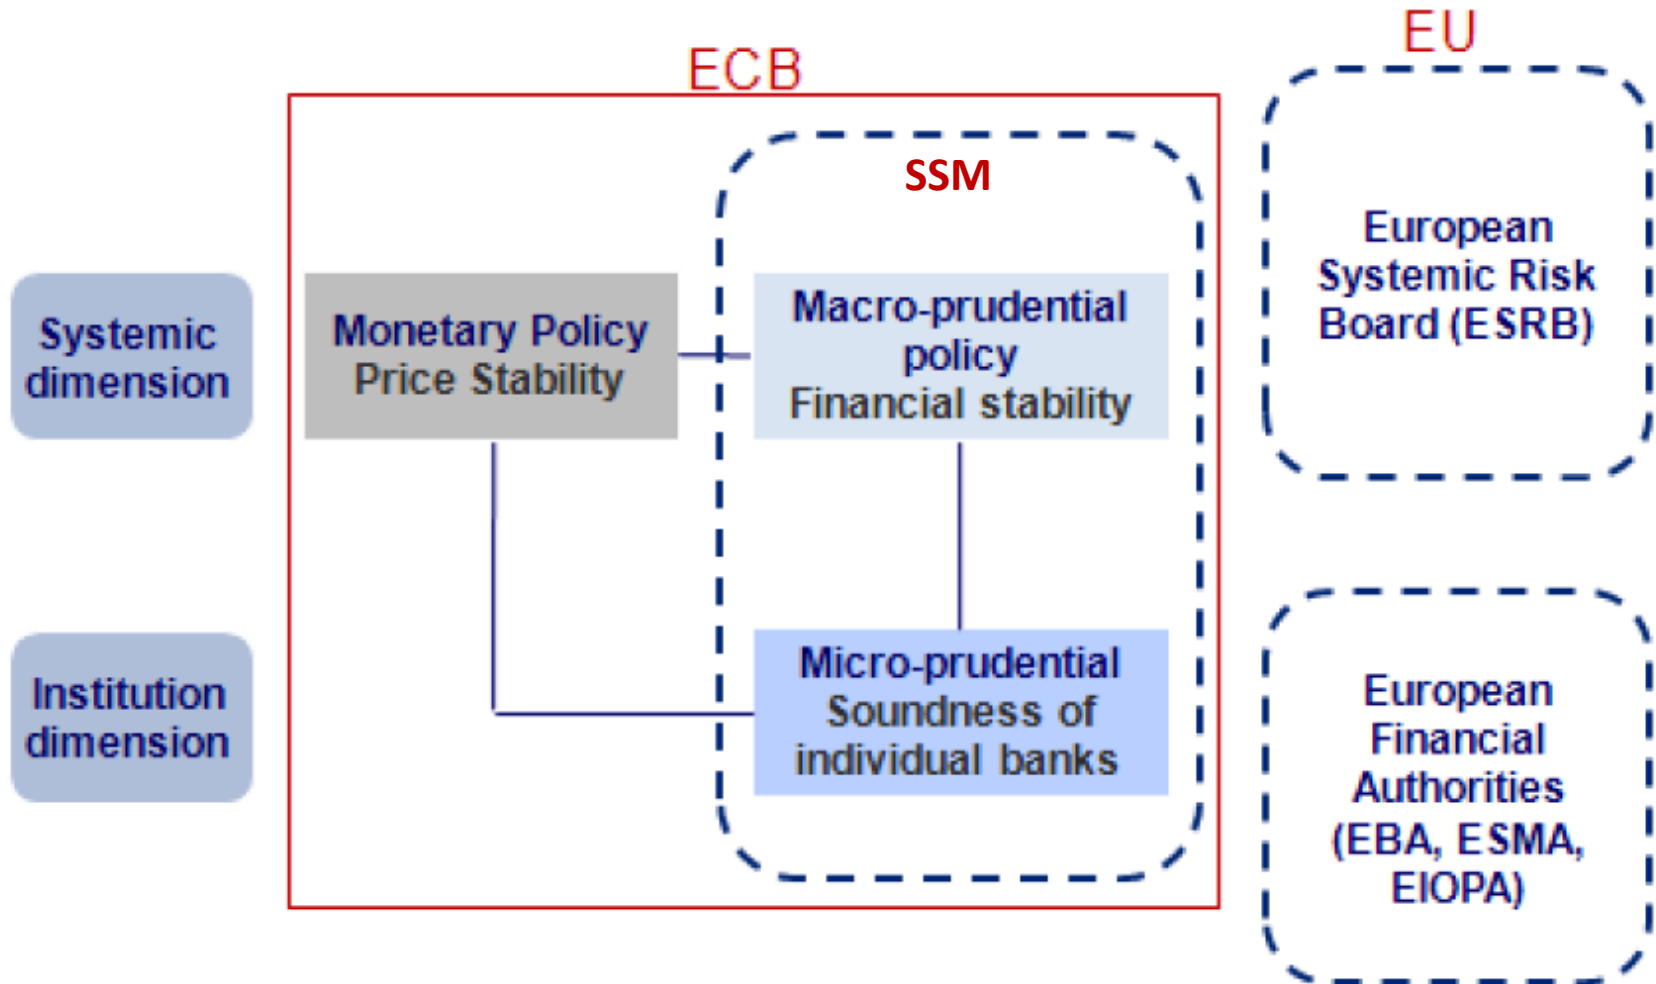 EU
ECB
SSM
European
Systemic Risk
Board (ESRB)
Systemic
dimension
Monetary Policy
Price Stability
Macro-prudential
policy
Financial stability
Institution
dimension
Micro-prudential
Soundness of
individual banks
European
Financial
Authorities
(EBA, ESMA,
EIOPA)